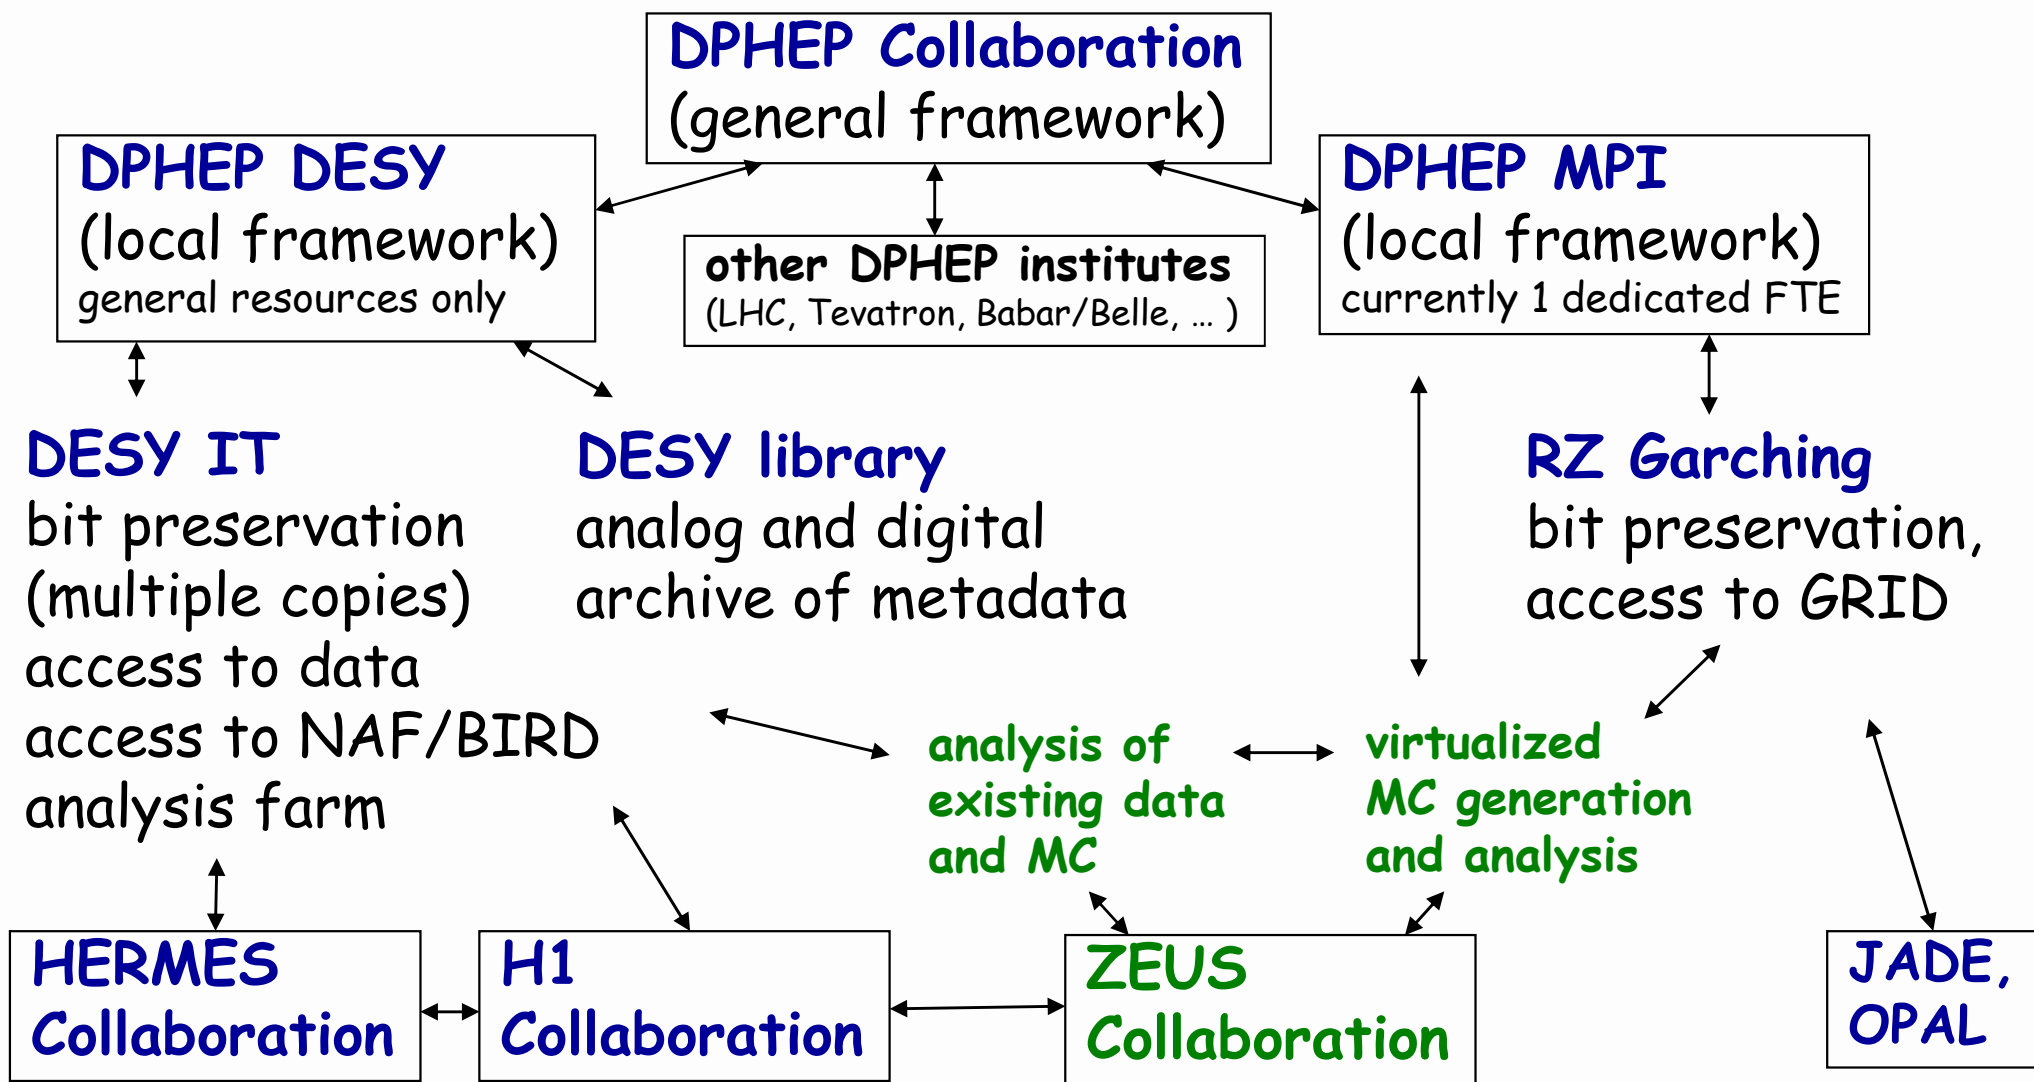 DPHEP Collaboration
(general framework)
DPHEP DESY
(local framework)
general resources only
other DPHEP institutes
(LHC, Tevatron, Babar/Belle, ... )
DPHEP MPI
(local framework)
currently 1 dedicated FTE
DESY IT
bit preservation
(multiple copies)
access to data
access to NAF/BIRD
analysis farm
DESY library
analog and digital
archive of metadata
RZ Garching
bit preservation,
access to GRID
analysis of
existing data
and MC
virtualized
MC generation
and analysis
HERMES
Collaboration
H1
Collaboration
ZEUS
Collaboration
JADE,
OPAL